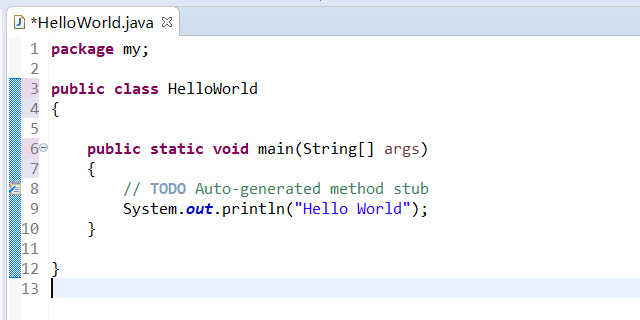 *HelloWorld.java
1 package my;
2
3 public class HelloWorld
4 {
5
6 public static void main(String[] args)
7 {
8 // TODO Auto-generated method stub
9 System.out.println("Hello World");
10 }
11
12 }
13